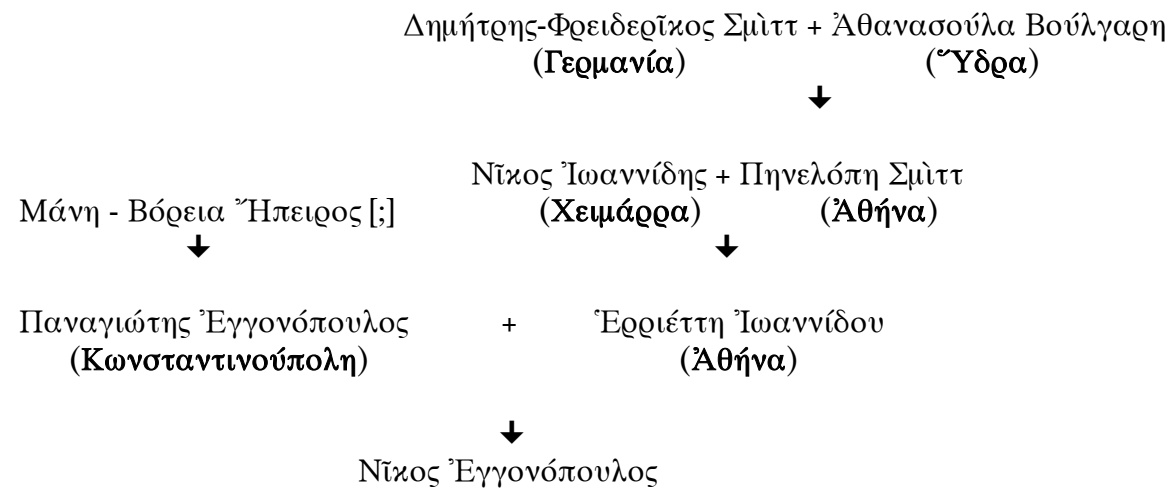 Δημήτρης-Φρειδερῖκος Σμὶττ + Ἀθανασούλα Βούλγαρη
(Γερμανία) (Ὕδρα)
Νῖκος Ἰωαννίδης + Πηνελόπη Σμὶττ
Μάνη - Βόρεια Ἤπειρος [;] (Χειμάρρα) (Ἀθήνα)
Παναγιώτης Ἐγγονόπουλος + Ἑρριέττη Ἰωαννίδου
(Κωνσταντινούπολη) (Ἀθήνα)
Νῖκος Ἐγγονόπουλος